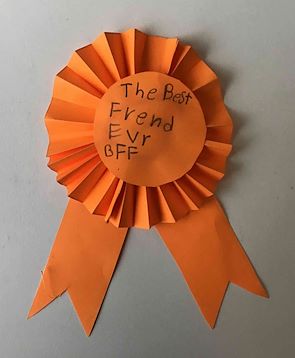 The Best
Frend
Evr
BFF